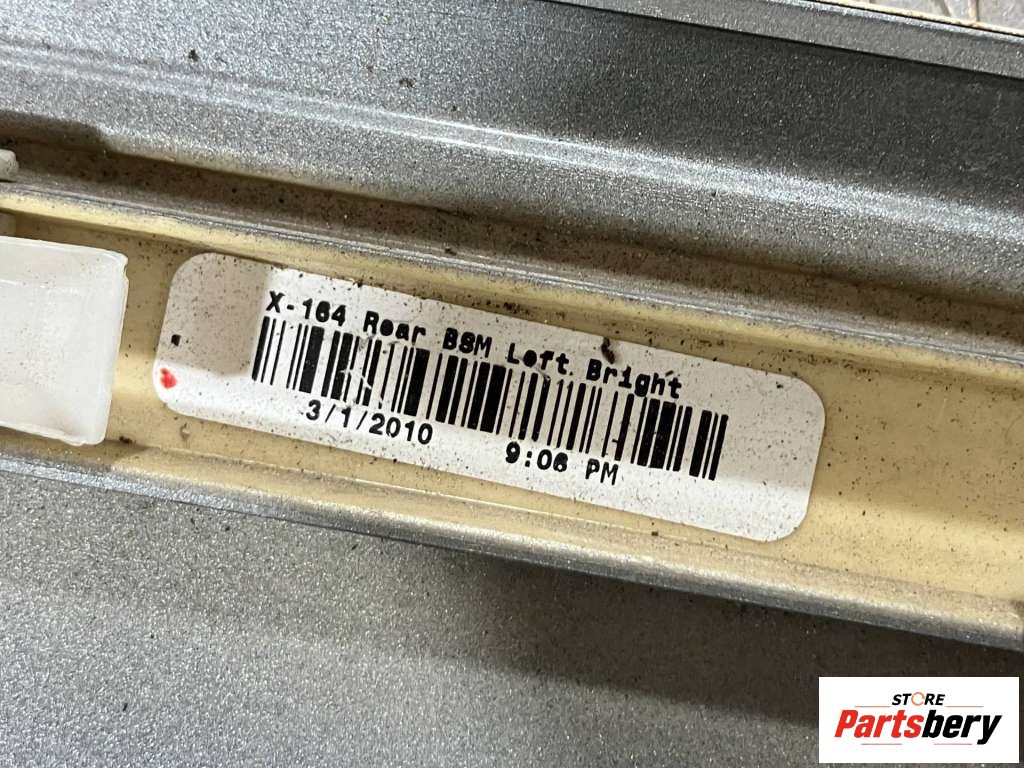 X-164 Rear BSM Left Bright
3/1/2010 9:06 PM
STORE
Partsbery